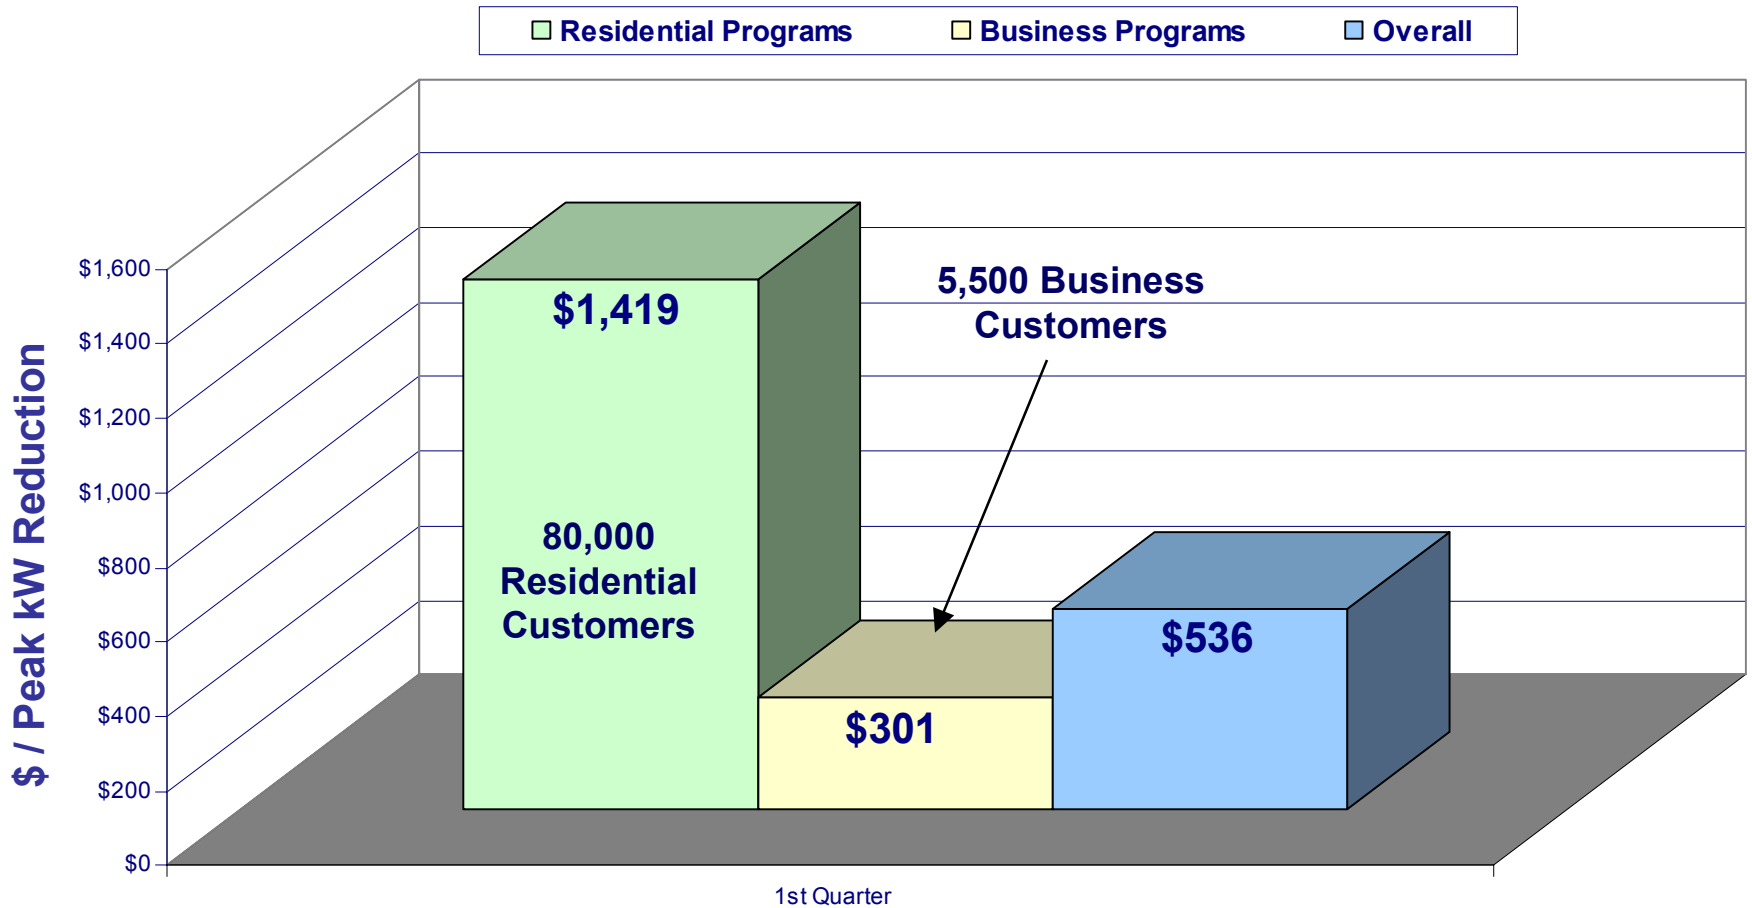 Residential Programs Business Programs Overall
$ / Peak kW Reduction
$1,600
$1,400
$1,200
$1,000
$800
$600
$400
$200
$0
$1,419
80,000
Residential
Customers
5,500 Business
Customers
$301
$536
1st Quarter